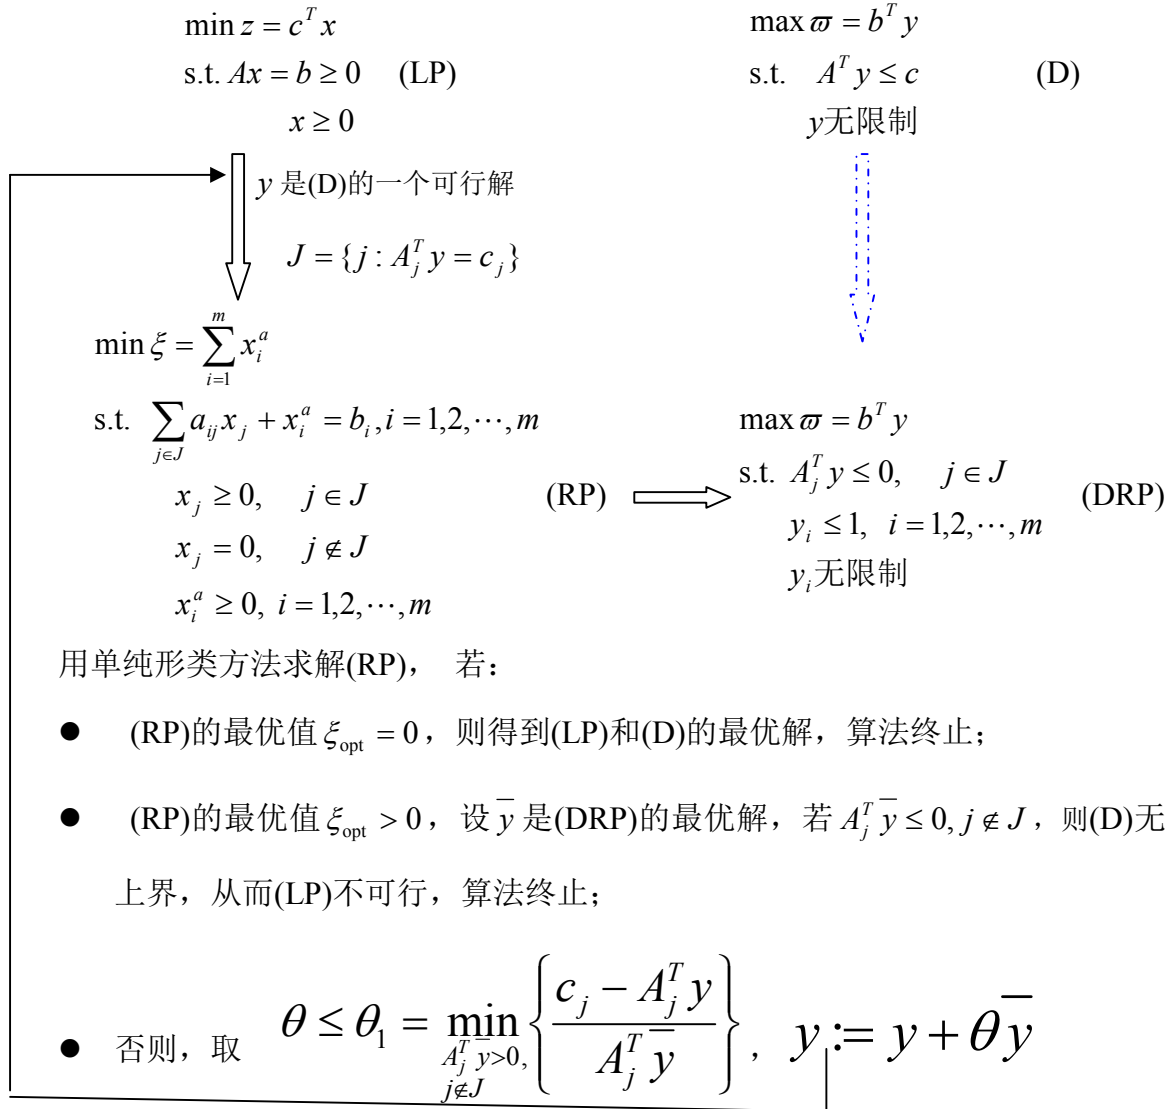 min z = c^T x
s.t. Ax = b ≥ 0 (LP)
x ≥ 0
max ϖ = b^T y
s.t. A^T y ≤ c (D)
y无限制
y 是(D)的一个可行解
J = {j : A_j^T y = c_j}
min ξ = ∑_{i=1}^{m} x_i^a
s.t. ∑_{j∈J} a_{ij} x_j + x_i^a = b_i, i = 1,2,⋯,m
x_j ≥ 0, j ∈ J (RP)
x_j = 0, j ∉ J
x_i^a ≥ 0, i = 1,2,⋯,m
max ϖ = b^T y
s.t. A_j^T y ≤ 0, j ∈ J (DRP)
y_i ≤ 1, i = 1,2,⋯,m
y_i无限制
用单纯形类方法求解(RP)， 若：
● (RP)的最优值 ξ_opt = 0，则得到(LP)和(D)的最优解，算法终止；
● (RP)的最优值 ξ_opt > 0，设 y̅ 是(DRP)的最优解，若 A_j^T y̅ ≤ 0, j ∉ J，则(D)无
上界，从而(LP)不可行，算法终止；
● 否则，取 θ ≤ θ_1 = min_{A_j^T y̅>0, j∉J} { (c_j − A_j^T y) / (A_j^T y̅) }，y := y + θy̅